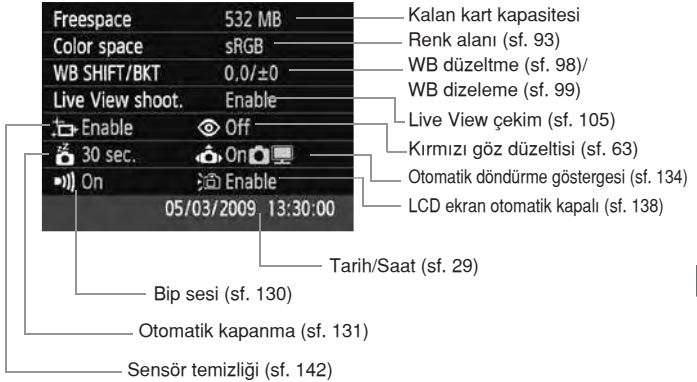 Freespace 532 MB
Color space sRGB
WB SHIFT/BKT 0,0/±0
Live View shoot. Enable
Enable Off
30 sec. On
On Enable
05/03/2009 13:30:00
Kalan kart kapasitesi
Renk alanı (sf. 93)
WB düzeltme (sf. 98)/
WB dizeleme (sf. 99)
Live View çekim (sf. 105)
Kırmızı göz düzeltisi (sf. 63)
Otomatik döndürme göstergesi (sf. 134)
LCD ekran otomatik kapalı (sf. 138)
Tarih/Saat (sf. 29)
Bip sesi (sf. 130)
Otomatik kapanma (sf. 131)
Sensör temizliği (sf. 142)